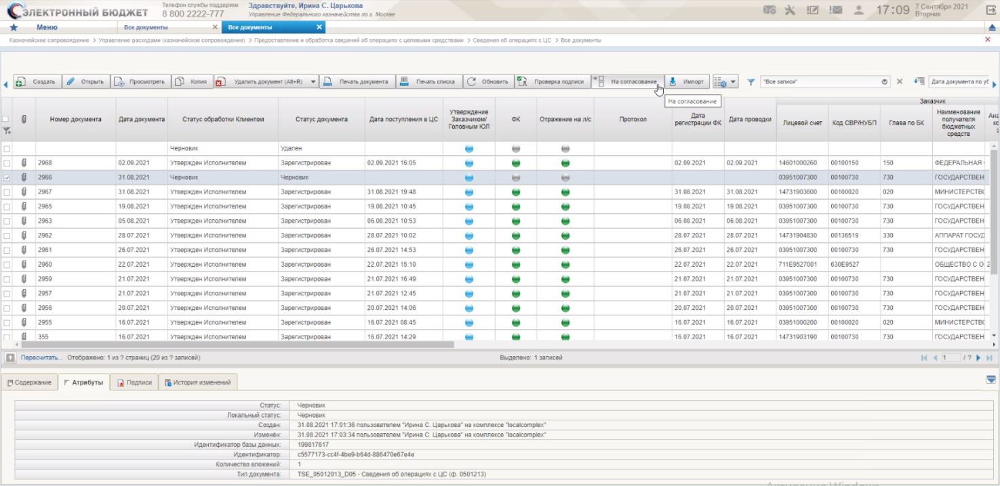 ЭЛЕКТРОННЫЙ БЮДЖЕТ
Телефон службы поддержки
8 800 2222-777
Здравствуйте, Ирина С. Царькова
Управление Федерального казначейства по г. Москве
17:09
7 Сентября 2021
Вторник
Меню
Все документы
Все документы
Казначейское сопровождение > Управление расходами (казначейское сопровождение) > Предоставление и обработка сведений об операциях с целевыми средствами > Сведения об операциях с ЦС > Все документы
Создать Открыть Просмотреть Копия Удалить документ (Alt+R) Печать документа Печать списка Обновить Проверка подписи На согласование Импорт "Все записи" Дата документа по уб
На согласование
Заказчик
Номер документа Дата документа Статус обработки Клиентом Статус документа Дата поступления в ЦС Утверждение Заказчиком/ Головным ЮЛ ФК Отражение на л/с Протокол Дата регистрации ФК Дата проводки Лицевой счет Код СВР/НУБП Глава по БК Наименование получателя бюджетных средств
Черновик Удален
2968 02.09.2021 Утвержден Исполнителем Зарегистрирован 02.09.2021 16:05 02.09.2021 02.09.2021 14601000260 00100150 150 ФЕДЕРАЛЬНАЯ
2966 31.08.2021 Черновик Черновик 03951007300 00100730 730 ГОСУДАРСТВЕН
2967 31.08.2021 Утвержден Исполнителем Зарегистрирован 31.08.2021 19:48 31.08.2021 31.08.2021 14731903600 00100020 020 МИНИСТЕРСТВО
2965 19.08.2021 Утвержден Исполнителем Зарегистрирован 19.08.2021 10:45 19.08.2021 19.08.2021 03951007300 00100730 730 ГОСУДАРСТВЕН
2963 05.08.2021 Утвержден Исполнителем Зарегистрирован 06.08.2021 10:53 06.08.2021 06.08.2021 03951007300 00100730 730 ГОСУДАРСТВЕН
2962 28.07.2021 Утвержден Исполнителем Зарегистрирован 28.07.2021 10:02 28.07.2021 28.07.2021 14731904830 00136519 330 АППАРАТ ГОСУД
2961 26.07.2021 Утвержден Исполнителем Зарегистрирован 26.07.2021 14:53 26.07.2021 26.07.2021 03951007300 00100730 730 ГОСУДАРСТВЕН
2960 22.07.2021 Утвержден Исполнителем Зарегистрирован 22.07.2021 15:10 22.07.2021 22.07.2021 711Е9527001 630Е9527 ОБЩЕСТВО С О 2
2959 21.07.2021 Утвержден Исполнителем Зарегистрирован 21.07.2021 16:49 21.07.2021 21.07.2021 03951007300 00100730 730 ГОСУДАРСТВЕН
2957 21.07.2021 Утвержден Исполнителем Зарегистрирован 21.07.2021 12:45 21.07.2021 21.07.2021 03951007300 00100730 730 ГОСУДАРСТВЕН
2956 20.07.2021 Утвержден Исполнителем Зарегистрирован 20.07.2021 14:06 20.07.2021 20.07.2021 03951007300 00100730 730 ГОСУДАРСТВЕН
2955 16.07.2021 Утвержден Исполнителем Зарегистрирован 16.07.2021 08:45 16.07.2021 16.07.2021 03951000200 00100020 020 МИНИСТЕРСТВО
355 16.07.2021 Утвержден Исполнителем Зарегистрирован 16.07.2021 14:29 16.07.2021 16.07.2021 14731903190 00100730 730 ГОСУДАРСТВЕН
Пересчитать... Отображено: 1 из ? страниц (20 из ? записей) Выделено: 1 записей 1 / ?
Содержание Атрибуты Подписи История изменений
Статус: Черновик
Локальный статус: Черновик
Создан: 31.08.2021 17:01:36 пользователем "Ирина С. Царькова" на комплексе "localcomplex"
Изменён: 31.08.2021 17:03:34 пользователем "Ирина С. Царькова" на комплексе "localcomplex"
Идентификатор базы данных: 199817617
Идентификатор: c5577173-cc4f-4be9-b64d-886470e67e4e
Количество вложений: 1
Тип документа: TSE_05012013_D05 - Сведения об операциях с ЦС (ф. 0501213)